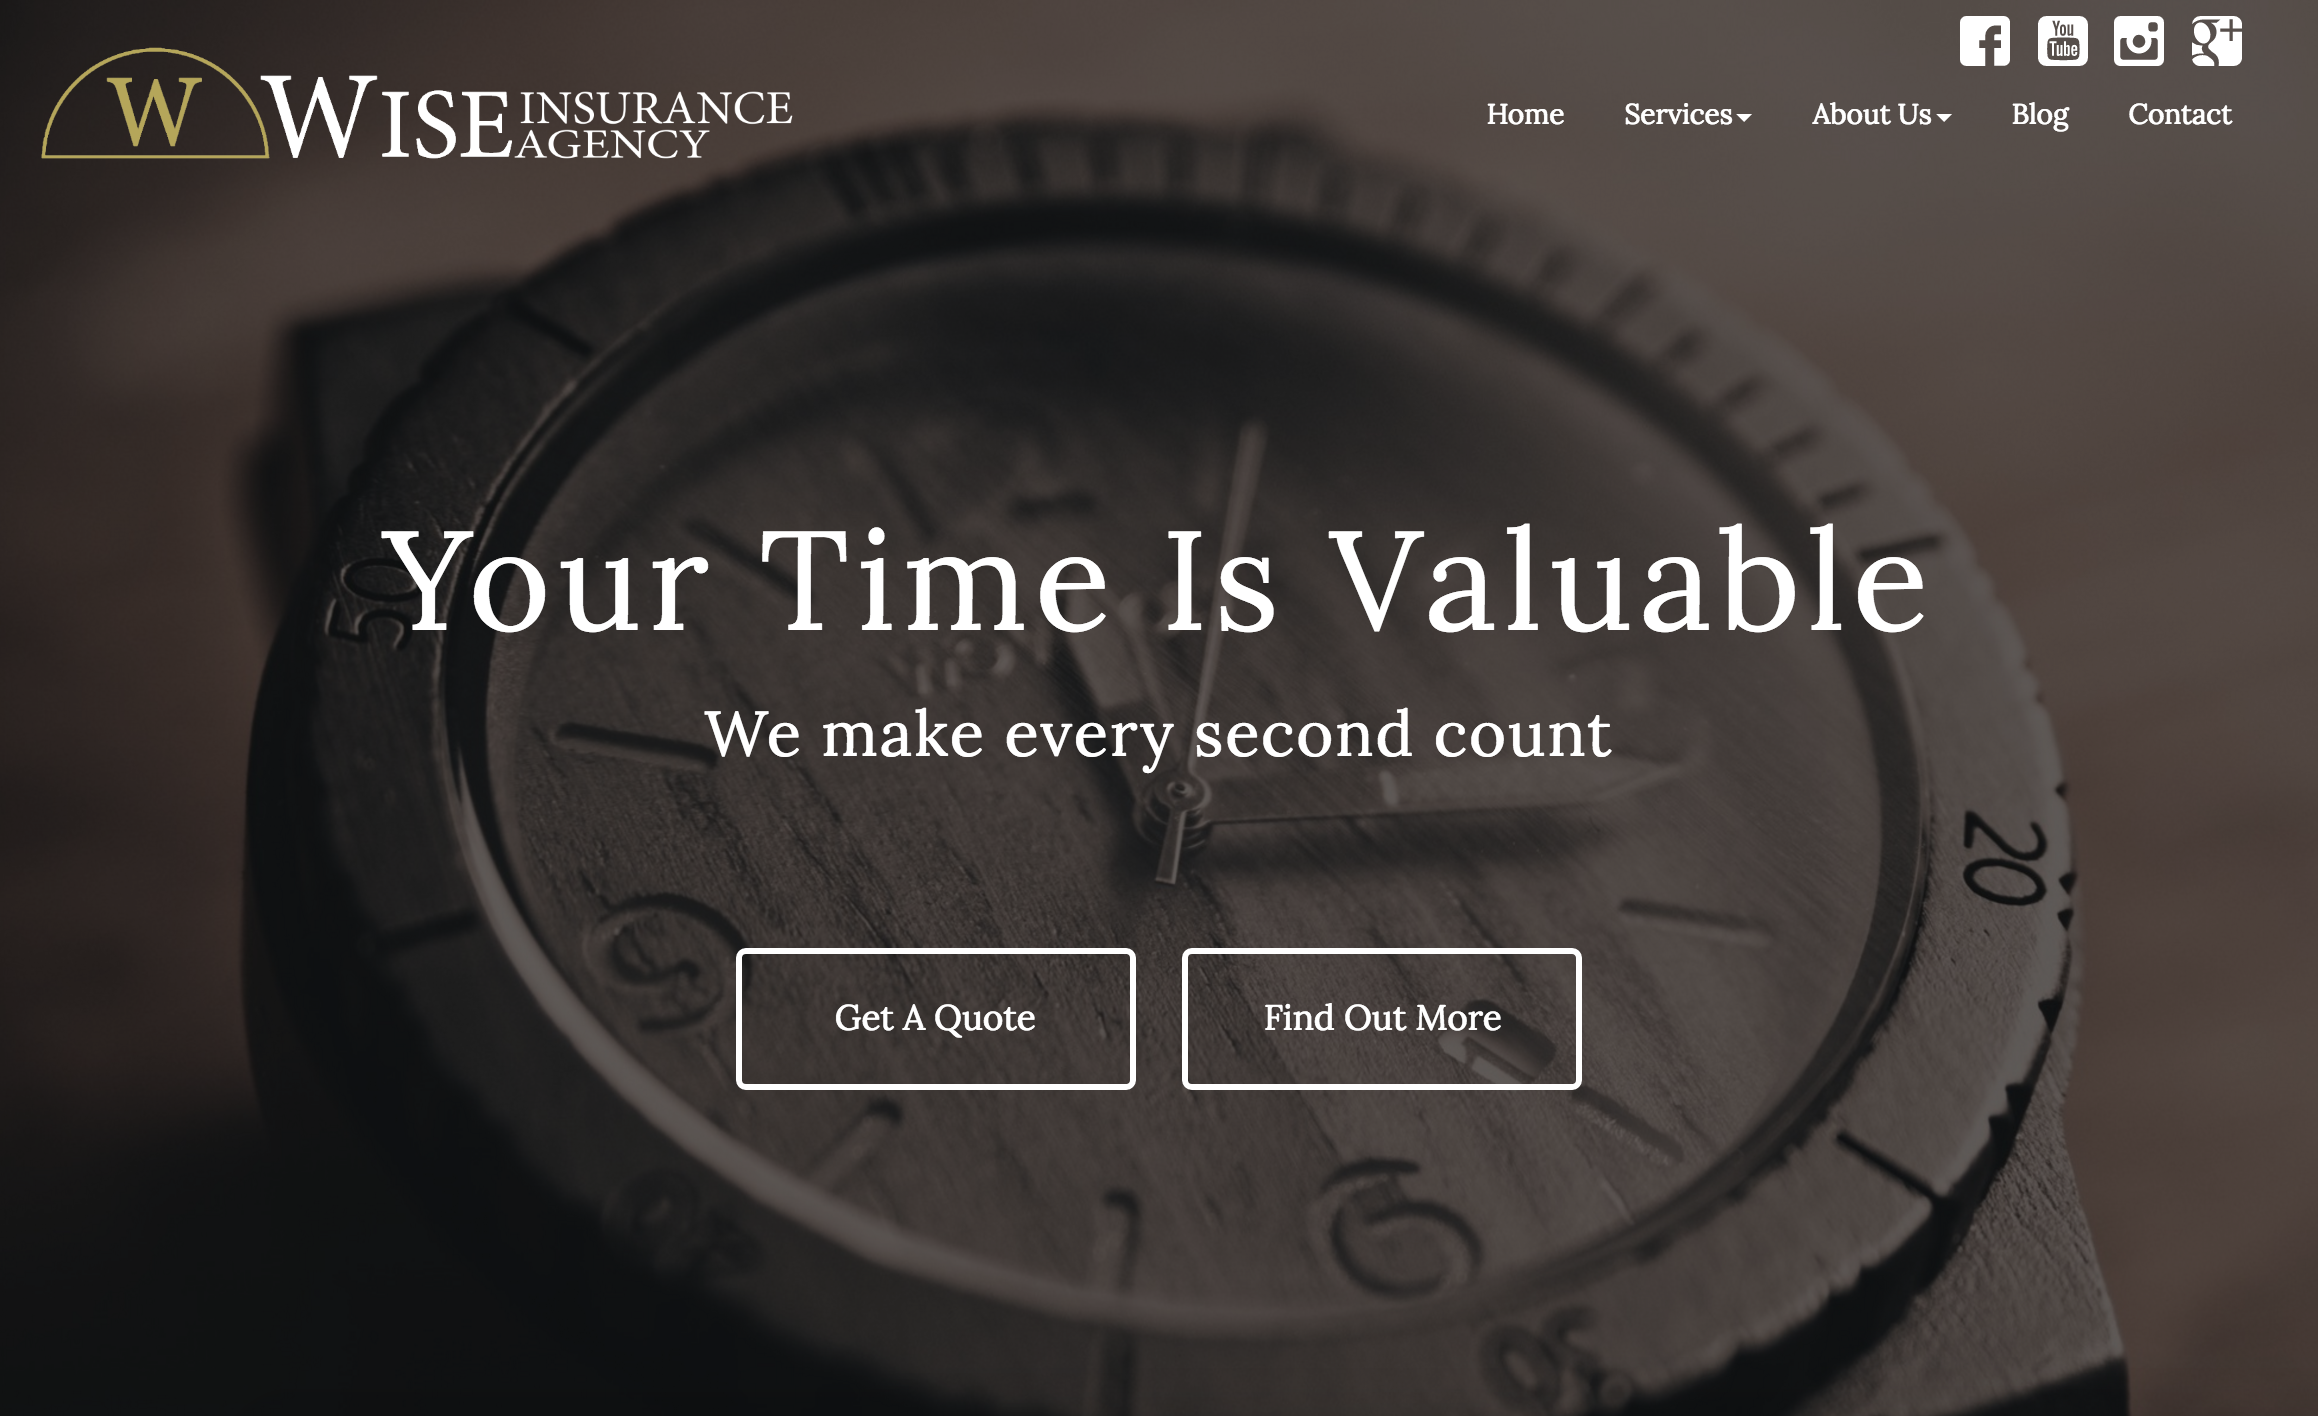 W WISE INSURANCE
AGENCY
You
Tube
g+
Home Services About Us Blog Contact
Your Time Is Valuable
We make every second count
Get A Quote Find Out More
50
20